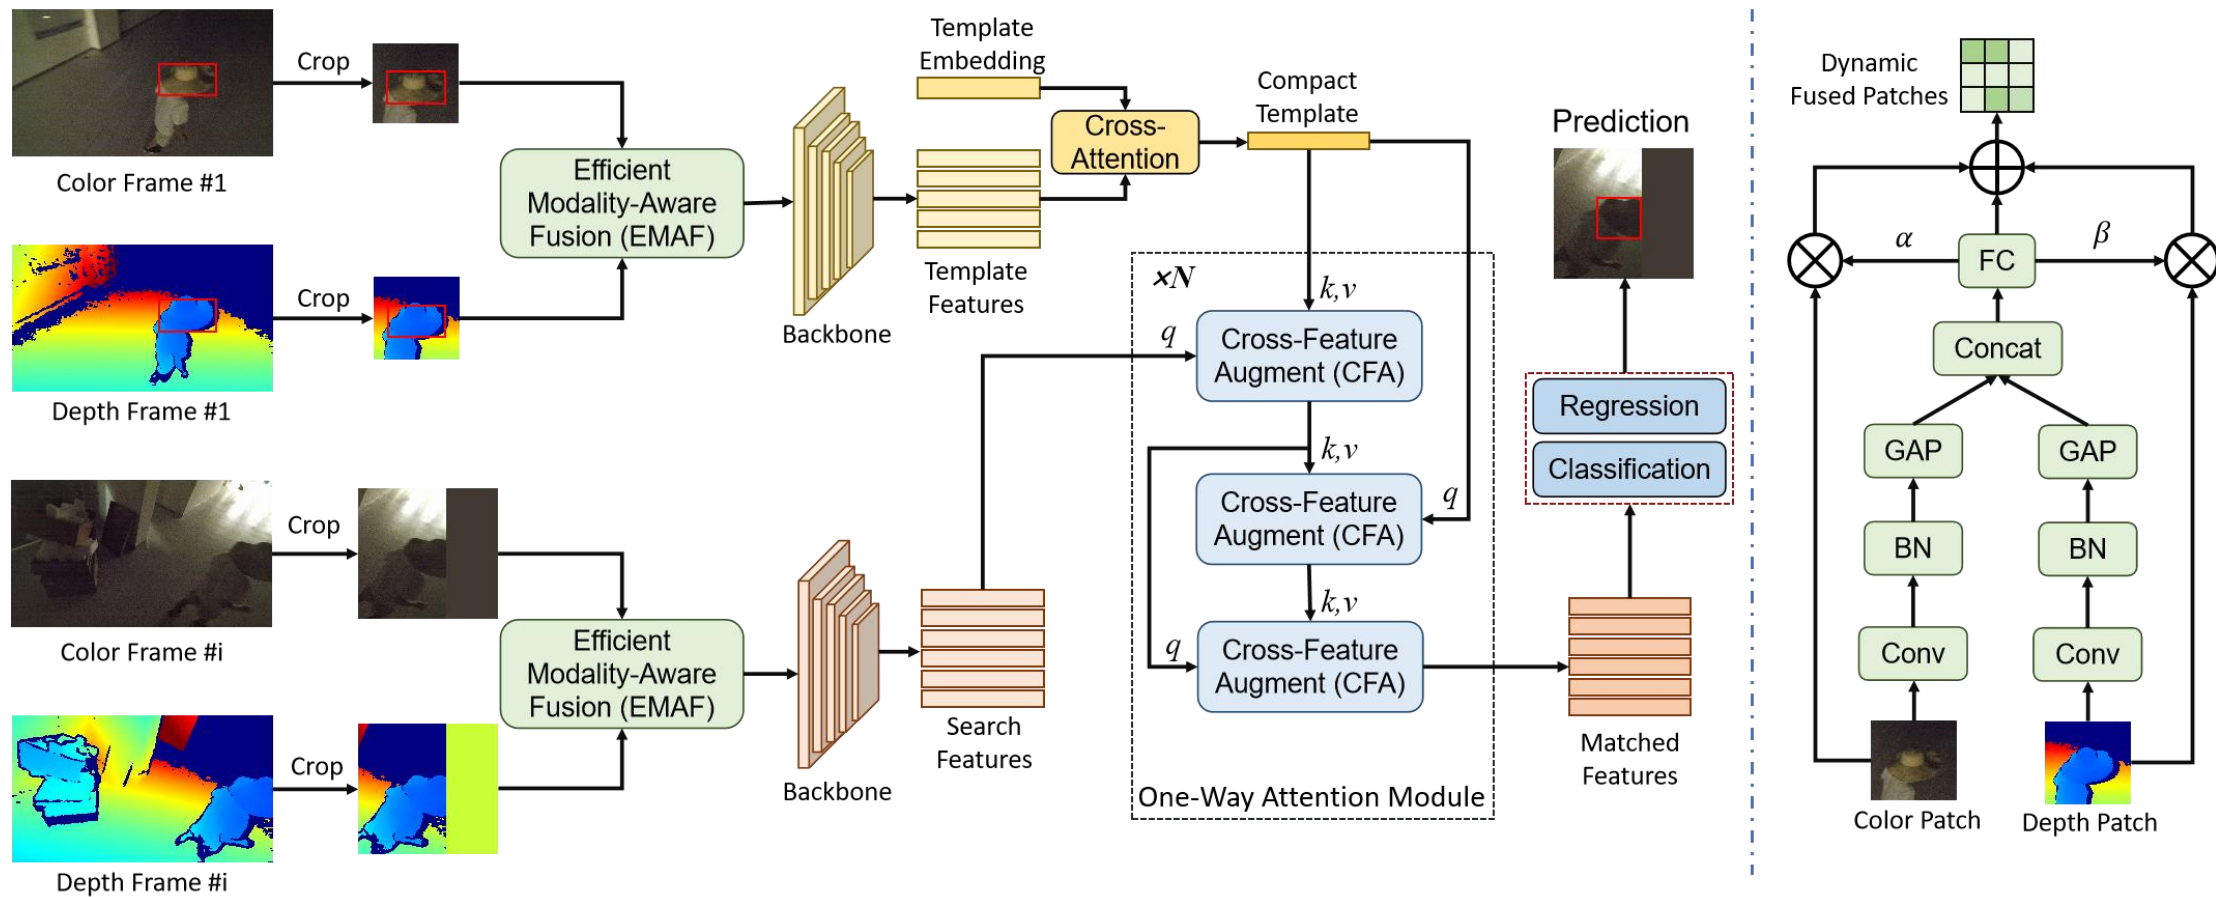 Color Frame #1
Crop
Depth Frame #1
Crop
Color Frame #i
Crop
Depth Frame #i
Crop
Efficient
Modality-Aware
Fusion (EMAF)
Efficient
Modality-Aware
Fusion (EMAF)
Backbone
Backbone
Template
Embedding
Template
Features
Search
Features
Cross-
Attention
Compact
Template
×N
k,v
q
Cross-Feature
Augment (CFA)
k,v
q
Cross-Feature
Augment (CFA)
k,v
q
Cross-Feature
Augment (CFA)
One-Way Attention Module
Prediction
Regression
Classification
Matched
Features
Dynamic
Fused Patches
α
FC
β
Concat
GAP
GAP
BN
BN
Conv
Conv
Color Patch
Depth Patch